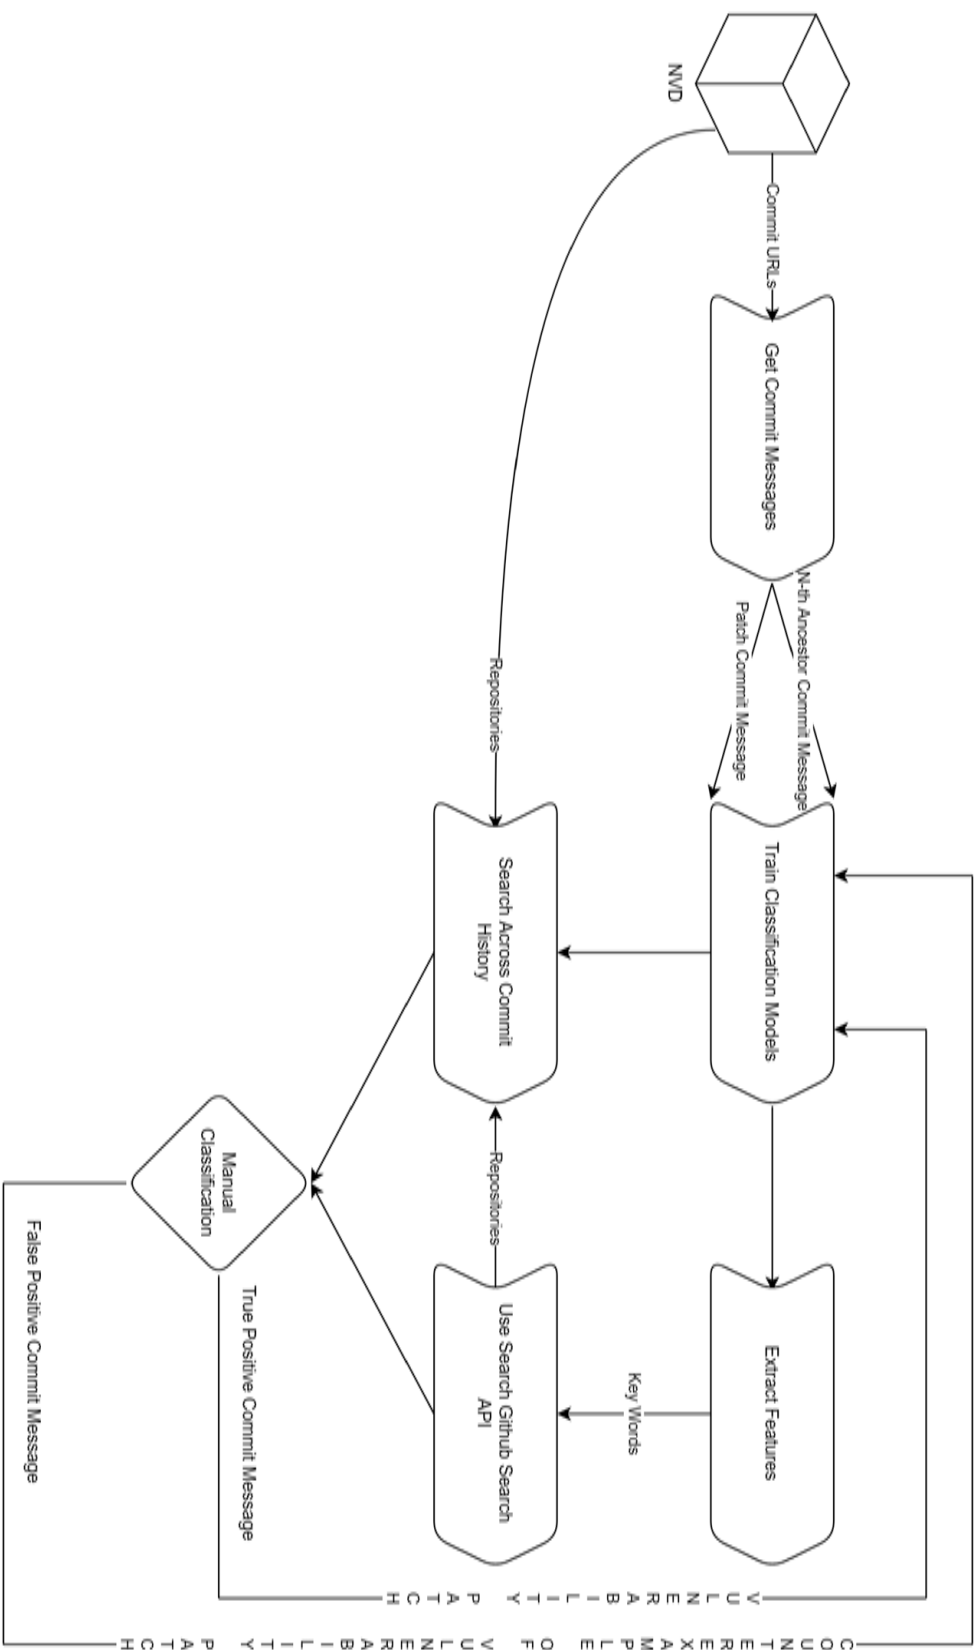 NVD
Commit URLs
Get Commit Messages
N-th Ancestor Commit Message
Patch Commit Message
Train Classification Models
Extract Features
Key Words
Repositories
Search Across Commit
History
Repositories
Use Search Github Search
API
Manual
Classification
True Positive Commit Message
False Positive Commit Message
VULNERABILITY PATCH
COUNTER EXAMPLE OF VULNERABILITY PATCH